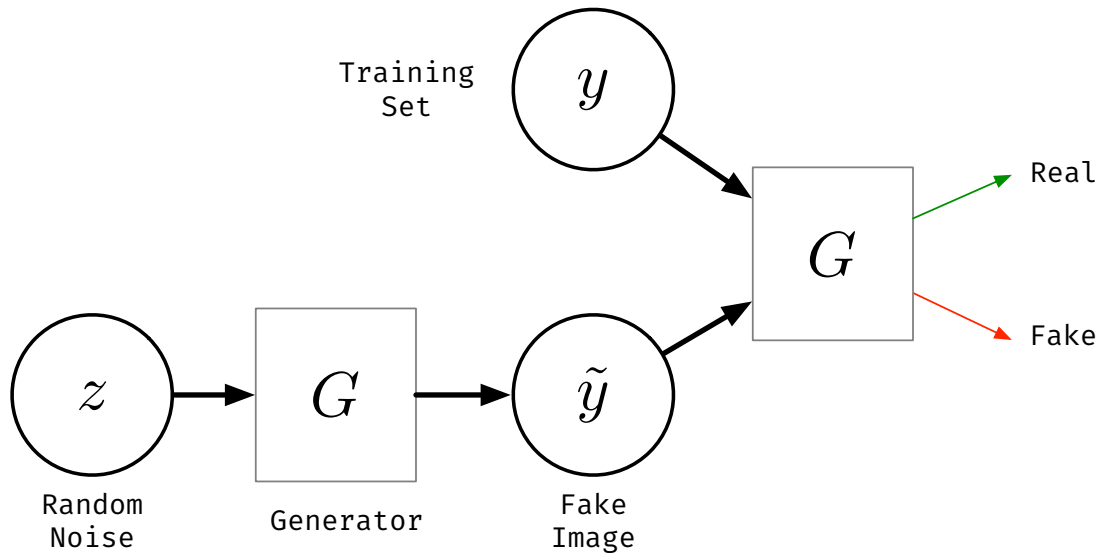 Training
Set
y
G
Real
Fake
z
G
ỹ
Random
Noise
Generator
Fake
Image